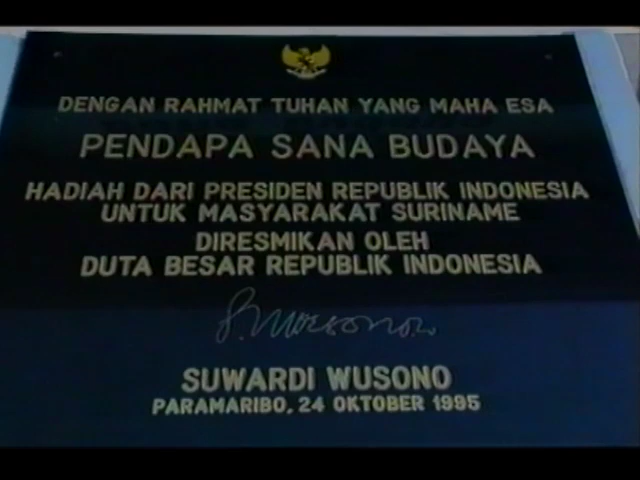 DENGAN RAHMAT TUHAN YANG MAHA ESA
PENDAPA SANA BUDAYA
HADIAH DARI PRESIDEN REPUBLIK INDONESIA
UNTUK MASYARAKAT SURINAME
DIRESMIKAN OLEH
DUTA BESAR REPUBLIK INDONESIA
SUWARDI WUSONO
PARAMARIBO, 24 OKTOBER 1995